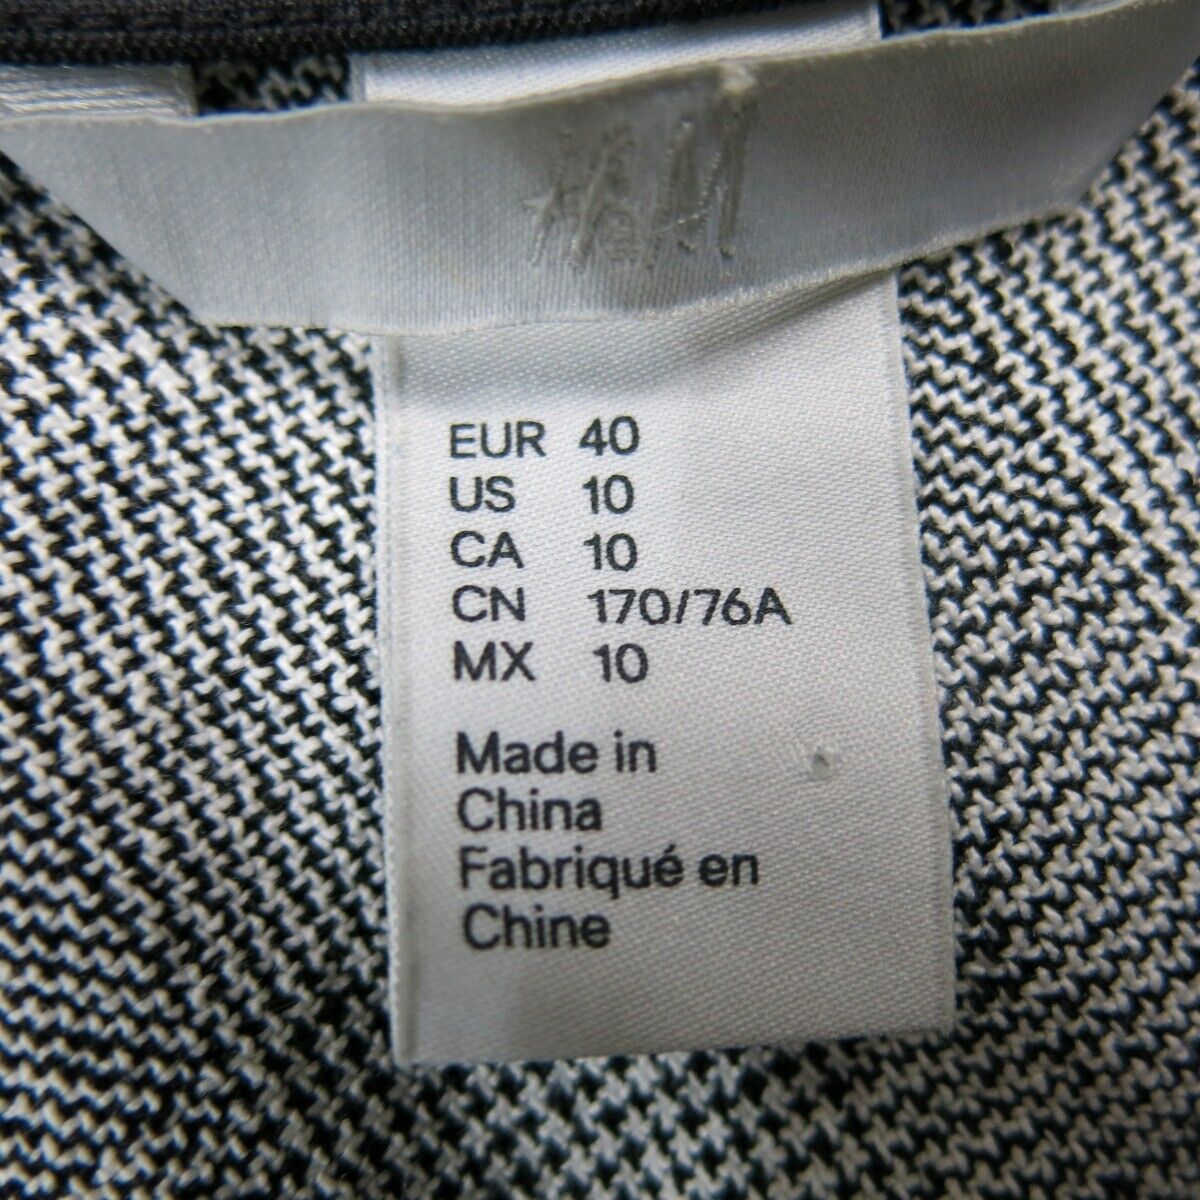 H&M
EUR 40
US 10
CA 10
CN 170/76A
MX 10
Made in
China
Fabriqué en
Chine